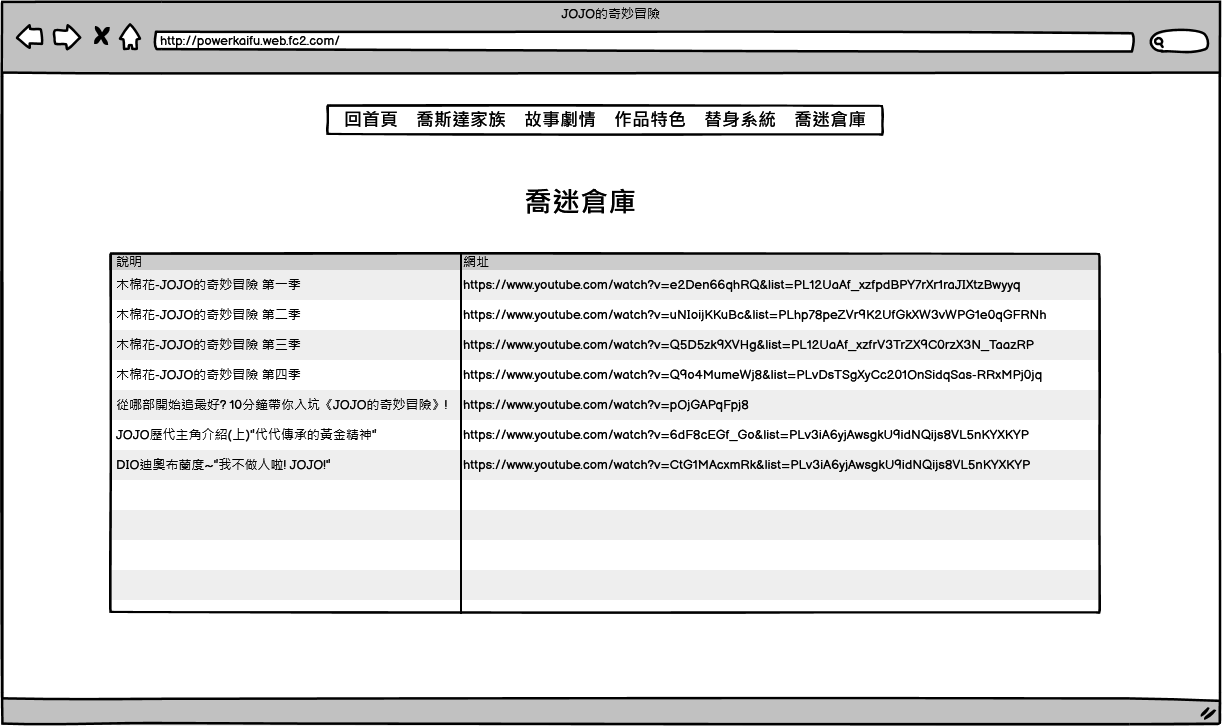 JOJO的奇妙冒險
http://powerkaifu.web.fc2.com/
回首頁 喬斯達家族 故事劇情 作品特色 替身系統 喬迷倉庫
喬迷倉庫
說明 網址
木棉花-JOJO的奇妙冒險 第一季 https://www.youtube.com/watch?v=e2Den66qhRQ&list=PL12UaAf_xzfpdBPY7rXr1raJIXtzBwyyq
木棉花-JOJO的奇妙冒險 第二季 https://www.youtube.com/watch?v=uNIoijKKuBc&list=PLhp78peZVr9K2UfGkXW3vWPG1e0qGFRNh
木棉花-JOJO的奇妙冒險 第三季 https://www.youtube.com/watch?v=Q5D5zk9XVHg&list=PL12UaAf_xzfrV3TrZX9C0rzX3N_TaazRP
木棉花-JOJO的奇妙冒險 第四季 https://www.youtube.com/watch?v=Q9o4MumeWj8&list=PLvDsTSgXyCc201OnSidqSas-RRxMPj0jq
從哪部開始追最好? 10分鐘帶你入坑《JOJO的奇妙冒險》! https://www.youtube.com/watch?v=pOjGAPqFpj8
JOJO歷代主角介紹(上)"代代傳承的黃金精神" https://www.youtube.com/watch?v=6dF8cEGf_Go&list=PLv3iA6yjAwsgkU9idNQijs8VL5nKYXKYP
DIO迪奧布蘭度~"我不做人啦! JOJO!" https://www.youtube.com/watch?v=CtG1MAcxmRk&list=PLv3iA6yjAwsgkU9idNQijs8VL5nKYXKYP